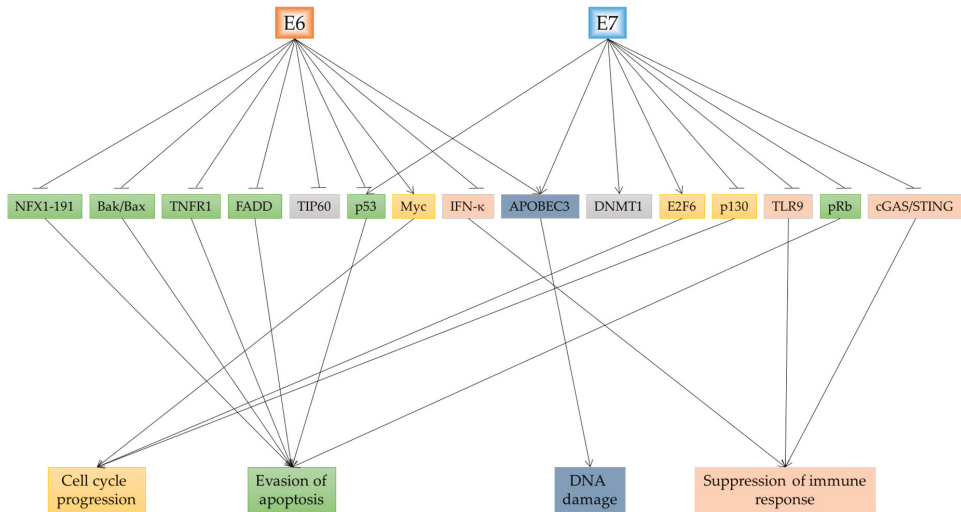 E6
E7
NFX1-191
Bak/Bax
TNFR1
FADD
TIP60
p53
Myc
IFN-κ
APOBEC3
DNMT1
E2F6
p130
TLR9
pRb
cGAS/STING
Cell cycle
progression
Evasion of
apoptosis
DNA
damage
Suppression of immune
response